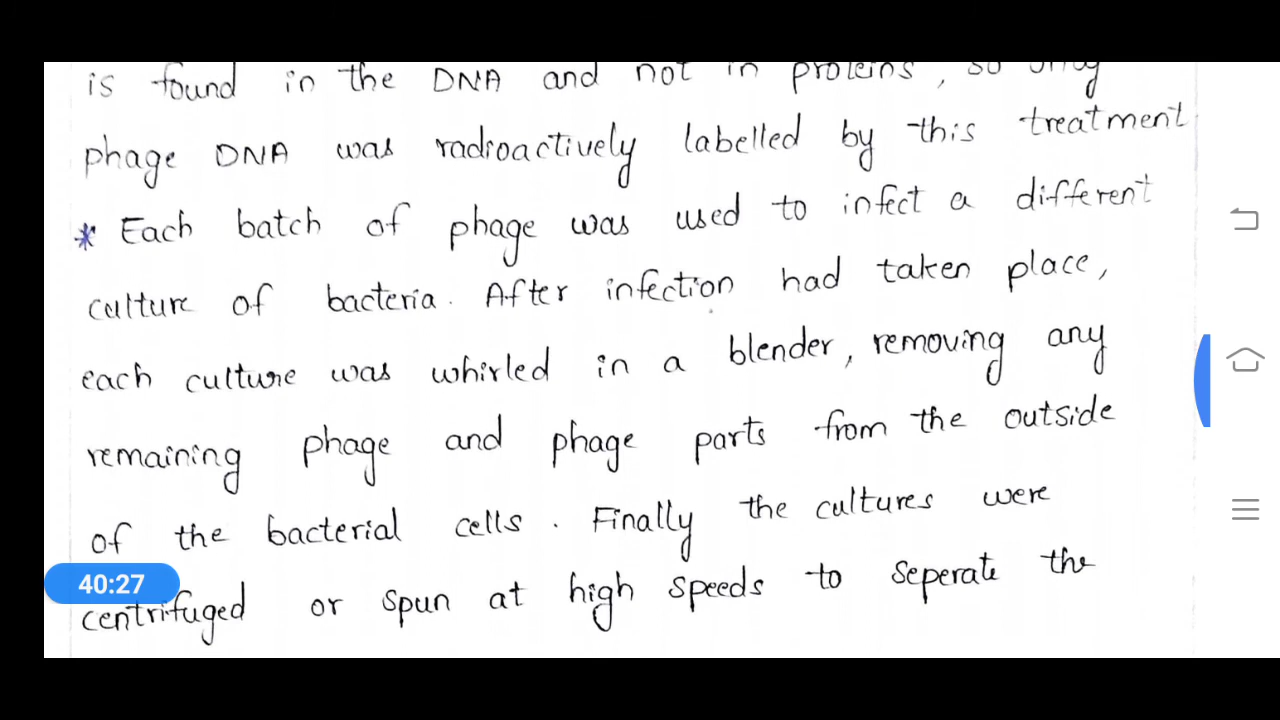 is found in the DNA and not in proteins, so only
phage DNA was radioactively labelled by this treatment
* Each batch of phage was used to infect a different
culture of bacteria. After infection had taken place,
each culture was whirled in a blender, removing any
remaining phage and phage parts from the outside
of the bacterial cells. Finally the cultures were
40:27
centrifuged or spun at high speeds to seperate the